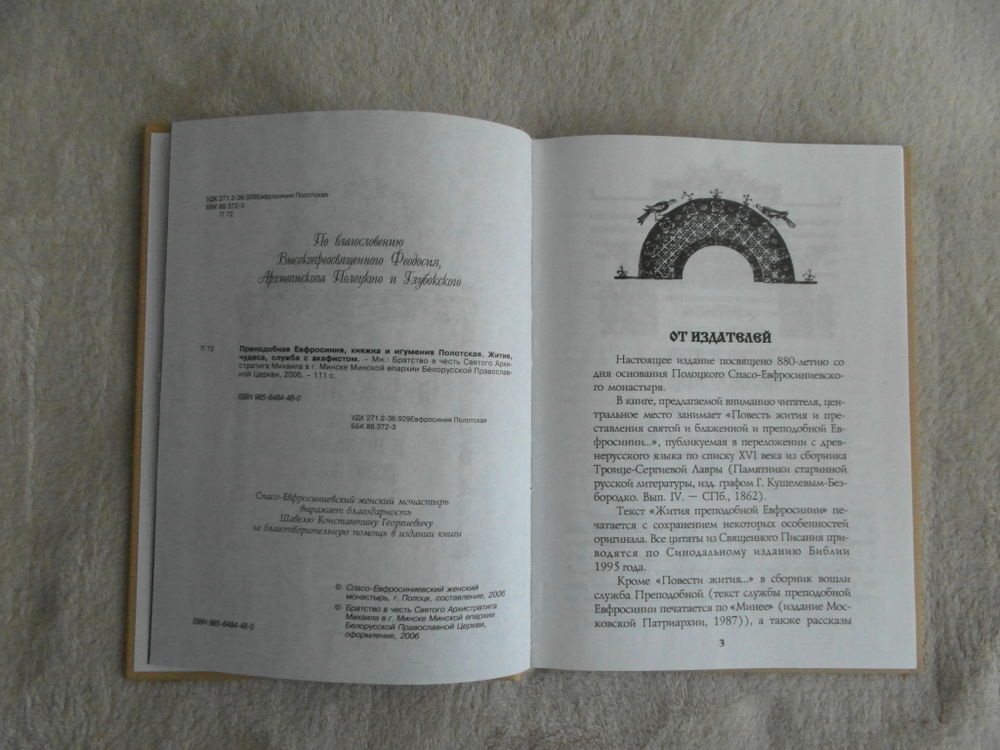 УДК 271.2-36:929Евфросиния Полотская
ББК 86.372-3
П 72
По благословению
Высокопреосвященного Феодосия,
Архиепископа Полоцкого и Глубокского
П 72
Преподобная Евфросиния, княжна и игумения Полотская. Житие,
чудеса, служба с акафистом. – Мн.: Братство в честь Святого Архи-
стратига Михаила в г. Минске Минской епархии Белорусской Православ-
ной Церкви, 2006. – 111 с.
ISBN 985-6484-48-0
УДК 271.2-36:929Евфросиния Полотская
ББК 86.372-3
Спасо-Евфросиниевский женский монастырь
выражает благодарность
Шавелю Константину Георгиевичу
за благотворительную помощь в издании книги
© Спасо-Евфросиниевский женский
монастырь, г. Полоцк, составление, 2006
© Братство в честь Святого Архистратига
Михаила в г. Минске Минской епархии
Белорусской Православной Церкви,
оформление, 2006
ISBN 985-6484-48-0
ОТ ИЗДАТЕЛЕЙ
Настоящее издание посвящено 880-летию со
дня основания Полоцкого Спасо-Евфросиниевско-
го монастыря.
В книге, предлагаемой вниманию читателя, цен-
тральное место занимает «Повесть жития и пре-
ставления святой и блаженной и преподобной Ев-
фросинии...», публикуемая в переложении с древ-
нерусского языка по списку XVI века из сборника
Троице-Сергиевой Лавры (Памятники старинной
русской литературы, изд. графом Г. Кушелевым-Без-
бородко. Вып. IV. — СПб., 1862).
Текст «Жития преподобной Евфросинии» пе-
чатается с сохранением некоторых особенностей
оригинала. Все цитаты из Священного Писания при-
водятся по Синодальному изданию Библии
1995 года.
Кроме «Повести жития...» в сборник вошли
служба Преподобной (текст службы преподобной
Евфросинии печатается по «Минее» (издание Мос-
ковской Патриархии, 1987)), а также рассказы
3